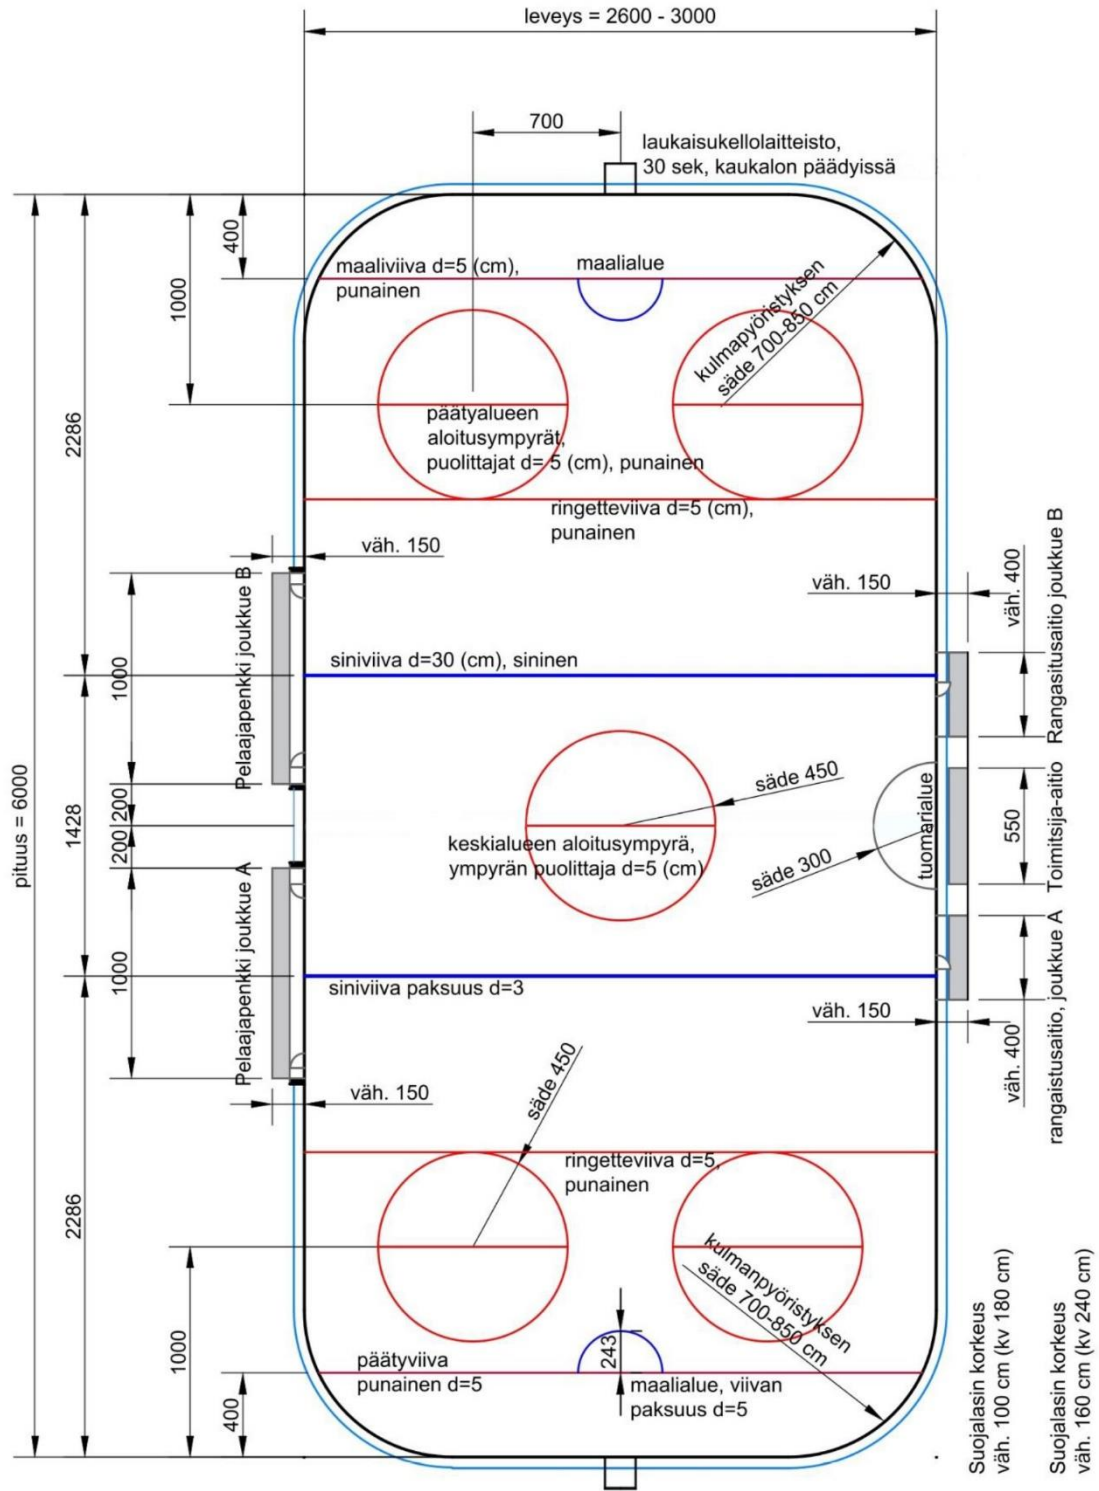 leveys = 2600 - 3000
700
laukaisukellolaitteisto,
30 sek, kaukalon päädyissä
400
1000
maaliviiva d=5 (cm),
punainen
maalialue
kulmapyöristyksen
säde 700-850 cm
2286
päätyalueen
aloitusympyrät,
puolittajat d= 5 (cm), punainen
ringetteviiva d=5 (cm),
punainen
väh. 150
väh. 150
väh. 400
Rangasitusaitio joukkue B
Pelaajapenkki joukkue B
1000
siniviiva d=30 (cm), sininen
pituus = 6000
1428
200
200
säde 450
keskialueen aloitusympyrä,
ympyrän puolittaja d=5 (cm)
säde 300
tuomarialue
550
Toimitsija-aitio
Pelaajapenkki joukkue A
1000
siniviiva paksuus d=3
väh. 150
väh. 400
rangaistusaitio, joukkue A
väh. 150
säde 450
ringetteviiva d=5,
punainen
2286
1000
kulmanpyöristyksen
säde 700-850 cm
243
päätyviiva
punainen d=5
maalialue, viivan
paksuus d=5
400
Suojalasin korkeus
väh. 100 cm (kv 180 cm)
Suojalasin korkeus
väh. 160 cm (kv 240 cm)